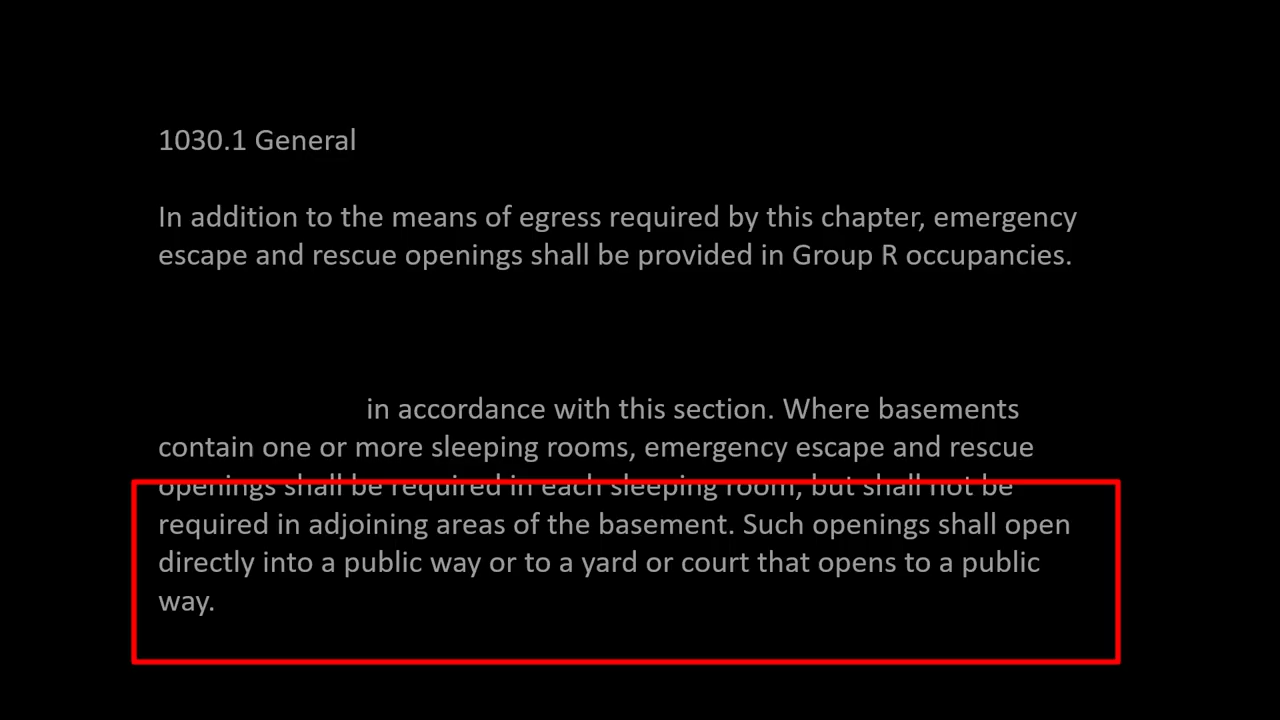 1030.1 General
In addition to the means of egress required by this chapter, emergency
escape and rescue openings shall be provided in Group R occupancies.
in accordance with this section. Where basements
contain one or more sleeping rooms, emergency escape and rescue
openings shall be required in each sleeping room, but shall not be
required in adjoining areas of the basement. Such openings shall open
directly into a public way or to a yard or court that opens to a public
way.